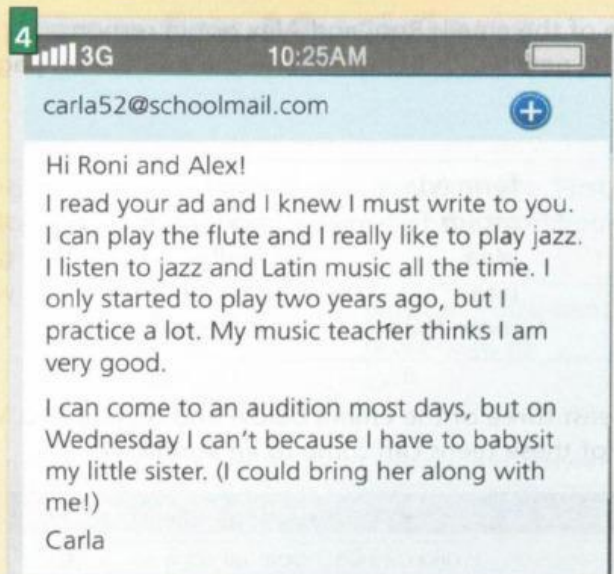 4
3G 10:25AM
carla52@schoolmail.com
Hi Roni and Alex!
I read your ad and I knew I must write to you.
I can play the flute and I really like to play jazz.
I listen to jazz and Latin music all the time. I
only started to play two years ago, but I
practice a lot. My music teacher thinks I am
very good.
I can come to an audition most days, but on
Wednesday I can't because I have to babysit
my little sister. (I could bring her along with
me!)
Carla